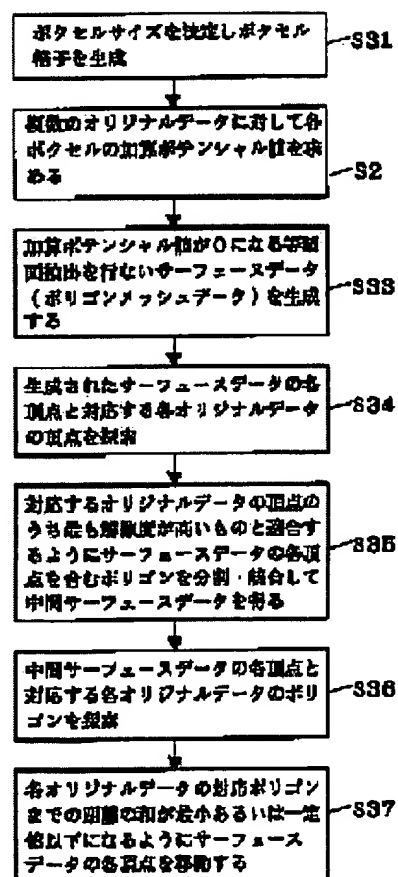 ボクセルサイズを決定しボクセル
格子を生成
S31
複数のオリジナルデータに対して各
ボクセルの加算ポテンシャル値を求
める
S2
加算ポテンシャル値が0になる等値
面抽出を行ないサーフェースデータ
(ポリゴンメッシュデータ)を生成
する
S33
生成されたサーフェースデータの各
頂点と対応する各オリジナルデータ
の頂点を探索
S34
対応するオリジナルデータの頂点の
うち最も解像度が高いものと適合す
るようにサーフェースデータの各頂
点を含むポリゴンを分割・統合して
中間サーフェースデータを得る
S35
中間サーフェースデータの各頂点と
対応する各オリジナルデータのポリ
ゴンを探索
S36
各オリジナルデータの対応ポリゴン
までの距離の和が最小あるいは一定
値以下になるようにサーフェース
データの各頂点を移動する
S37